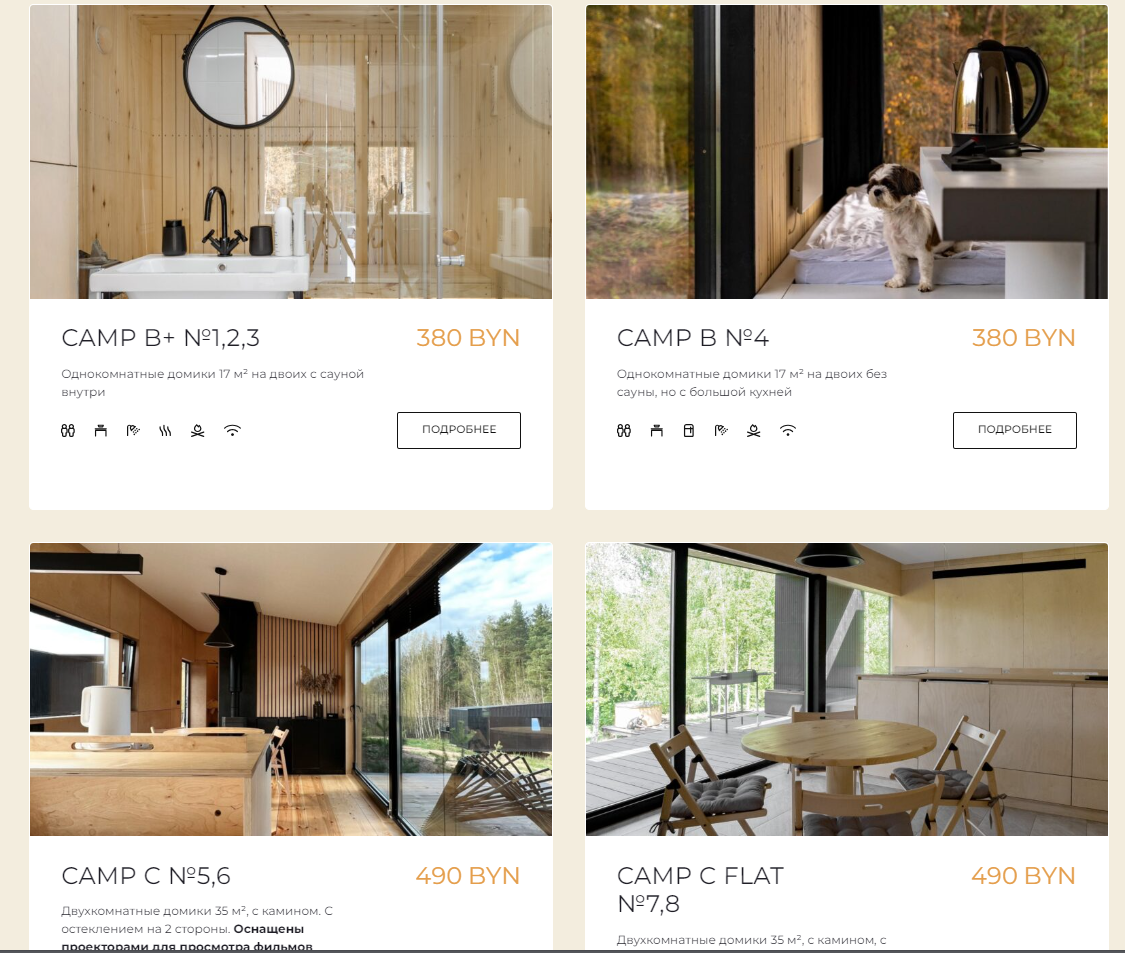 CAMP B+ №1,2,3
380 BYN
Однокомнатные домики 17 м² на двоих с сауной
внутри
ПОДРОБНЕЕ
CAMP B №4
380 BYN
Однокомнатные домики 17 м² на двоих без
сауны, но с большой кухней
ПОДРОБНЕЕ
CAMP C №5,6
490 BYN
Двухкомнатные домики 35 м², с камином. С
остеклением на 2 стороны. Оснащены
проекторами для просмотра фильмов
CAMP C FLAT
№7,8
490 BYN
Двухкомнатные домики 35 м², с камином, с